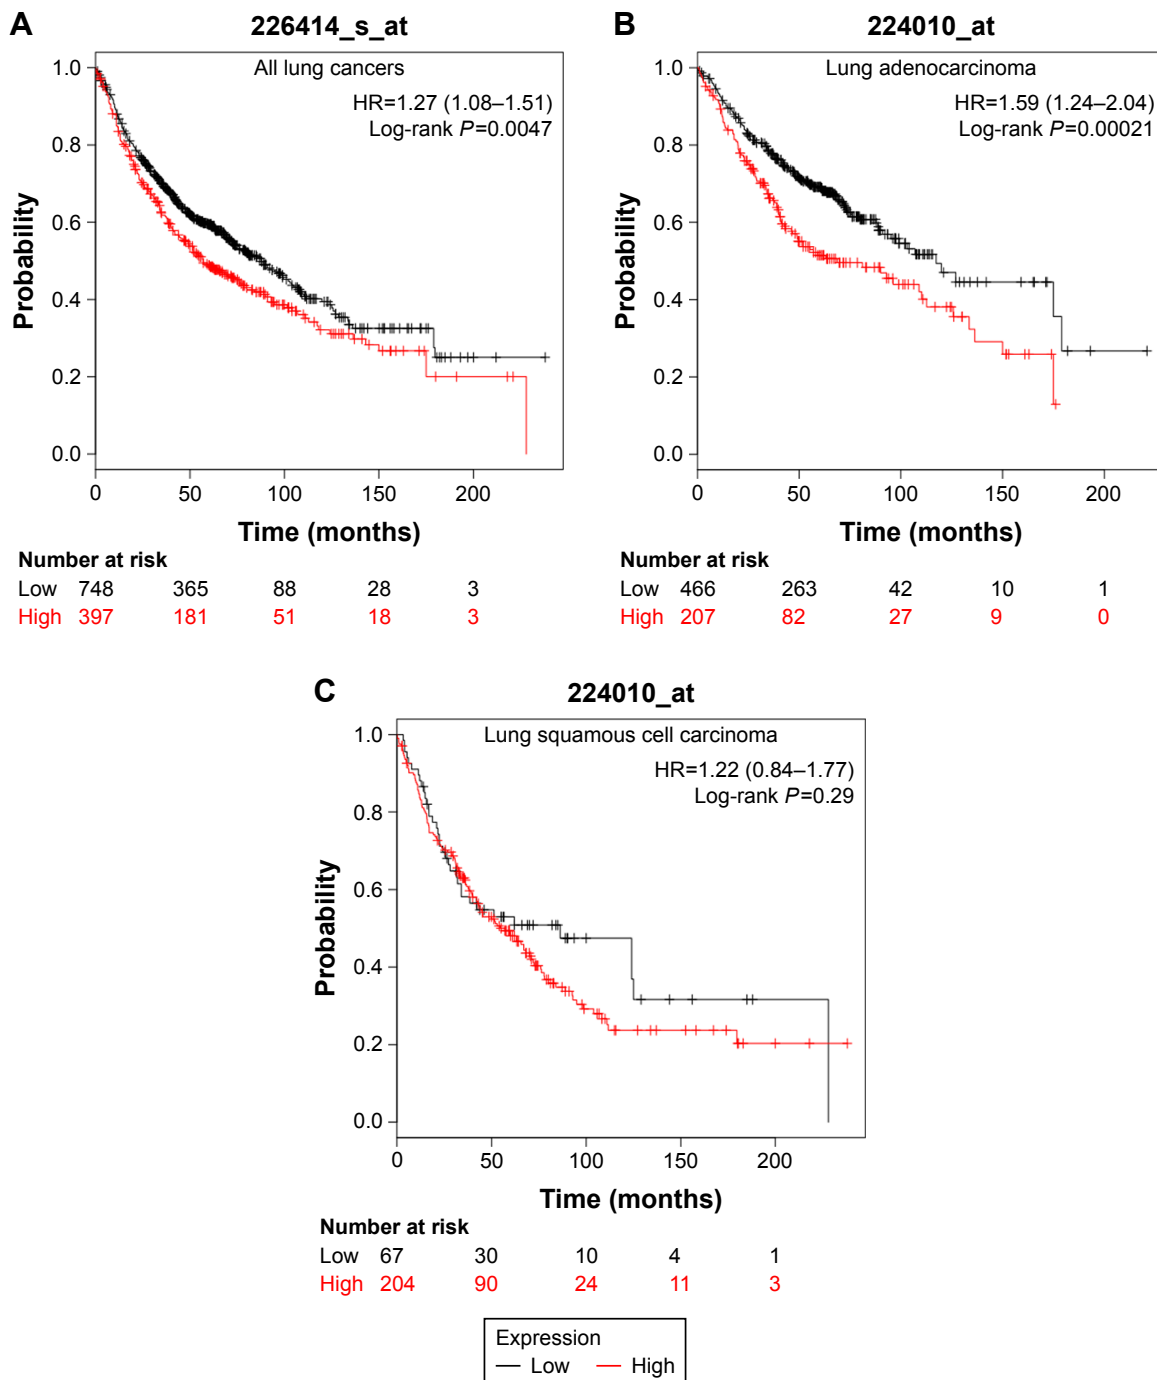 A
226414_s_at
All lung cancers
HR=1.27 (1.08–1.51)
Log-rank P=0.0047
Probability
1.0
0.8
0.6
0.4
0.2
0.0
0 50 100 150 200
Time (months)
Number at risk
Low 748 365 88 28 3
High 397 181 51 18 3
B
224010_at
Lung adenocarcinoma
HR=1.59 (1.24–2.04)
Log-rank P=0.00021
Probability
1.0
0.8
0.6
0.4
0.2
0.0
0 50 100 150 200
Time (months)
Number at risk
Low 466 263 42 10 1
High 207 82 27 9 0
C
224010_at
Lung squamous cell carcinoma
HR=1.22 (0.84–1.77)
Log-rank P=0.29
Probability
1.0
0.8
0.6
0.4
0.2
0.0
0 50 100 150 200
Time (months)
Number at risk
Low 67 30 10 4 1
High 204 90 24 11 3
Expression
Low High